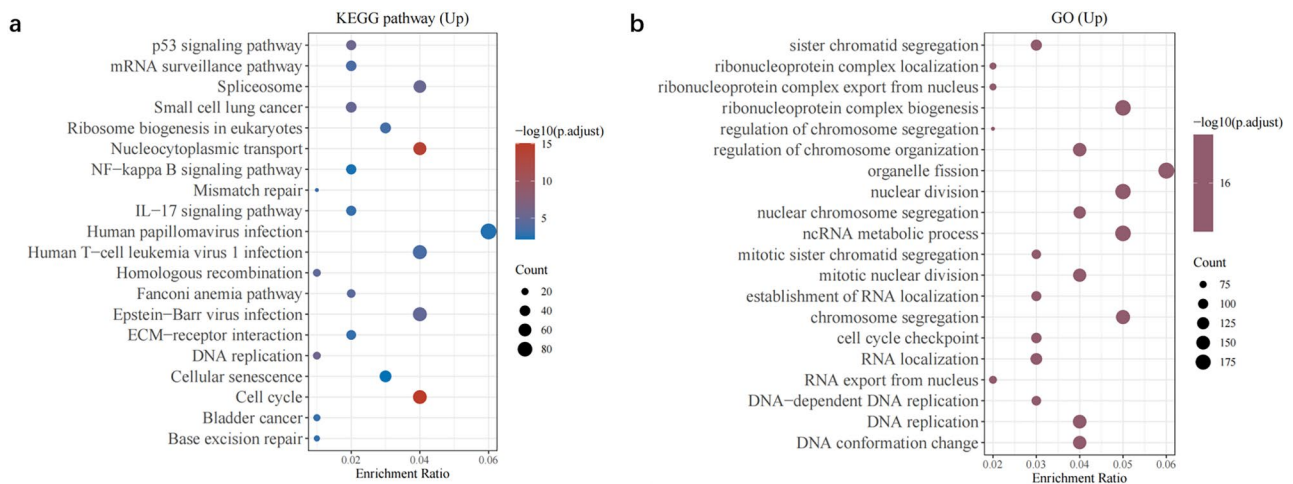 a
KEGG pathway (Up)
p53 signaling pathway
mRNA surveillance pathway
Spliceosome
Small cell lung cancer
Ribosome biogenesis in eukaryotes
Nucleocytoplasmic transport
NF−kappa B signaling pathway
Mismatch repair
IL−17 signaling pathway
Human papillomavirus infection
Human T−cell leukemia virus 1 infection
Homologous recombination
Fanconi anemia pathway
Epstein−Barr virus infection
ECM−receptor interaction
DNA replication
Cellular senescence
Cell cycle
Bladder cancer
Base excision repair
0.02 0.04 0.06
Enrichment Ratio
−log10(p.adjust)
15
10
5
Count
20
40
60
80
b
GO (Up)
sister chromatid segregation
ribonucleoprotein complex localization
ribonucleoprotein complex export from nucleus
ribonucleoprotein complex biogenesis
regulation of chromosome segregation
regulation of chromosome organization
organelle fission
nuclear division
nuclear chromosome segregation
ncRNA metabolic process
mitotic sister chromatid segregation
mitotic nuclear division
establishment of RNA localization
chromosome segregation
cell cycle checkpoint
RNA localization
RNA export from nucleus
DNA−dependent DNA replication
DNA replication
DNA conformation change
0.02 0.03 0.04 0.05 0.06
Enrichment Ratio
−log10(p.adjust)
16
Count
75
100
125
150
175